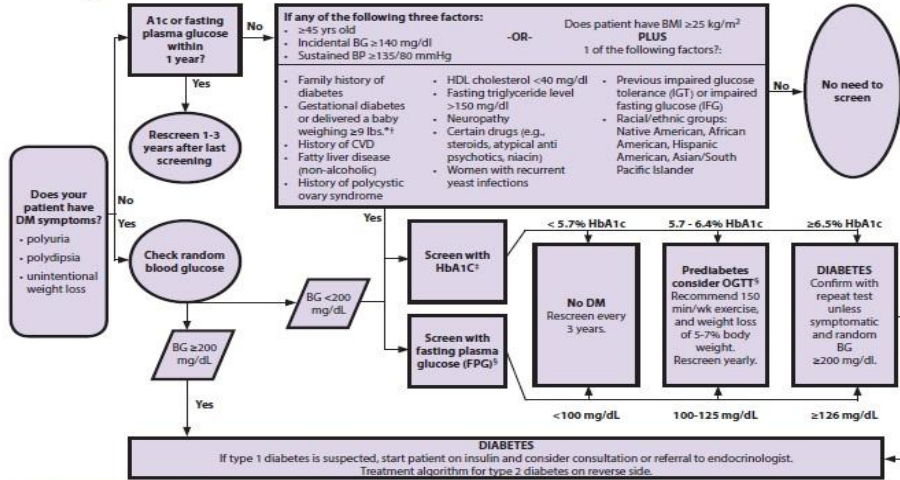 Does your
patient have
DM symptoms?
• polyuria
• polydipsia
• unintentional
weight loss
No
Yes
A1c or fasting
plasma glucose
within
1 year?
No
Yes
Rescreen 1-3
years after last
screening
If any of the following three factors:
• ≥45 yrs old
• Incidental BG ≥140 mg/dl
• Sustained BP ≥135/80 mmHg
-OR-
Does patient have BMI ≥25 kg/m²
PLUS
1 of the following factors?:
• Family history of
diabetes
• Gestational diabetes
or delivered a baby
weighing ≥9 lbs.*†
• History of CVD
• Fatty liver disease
(non-alcoholic)
• History of polycystic
ovary syndrome
• HDL cholesterol <40 mg/dl
• Fasting triglyceride level
>150 mg/dl
• Neuropathy
• Certain drugs (e.g.,
steroids, atypical anti
psychotics, niacin)
• Women with recurrent
yeast infections
• Previous impaired glucose
tolerance (IGT) or impaired
fasting glucose (IFG)
• Racial/ethnic groups:
Native American, African
American, Hispanic
American, Asian/South
Pacific Islander
No
No need to
screen
Yes
Check random
blood glucose
BG <200
mg/dL
BG ≥200
mg/dL
Yes
Screen with
HbA1C‡
Screen with
fasting plasma
glucose (FPG)§
< 5.7% HbA1c
5.7 - 6.4% HbA1c
≥6.5% HbA1c
No DM
Rescreen every
3 years.
Prediabetes
consider OGTT§
Recommend 150
min/wk exercise,
and weight loss
of 5-7% body
weight.
Rescreen yearly.
DIABETES
Confirm with
repeat test
unless
symptomatic
and random
BG
≥200 mg/dl.
<100 mg/dL
100-125 mg/dL
≥126 mg/dL
DIABETES
If type 1 diabetes is suspected, start patient on insulin and consider consultation or referral to endocrinologist.
Treatment algorithm for type 2 diabetes on reverse side.